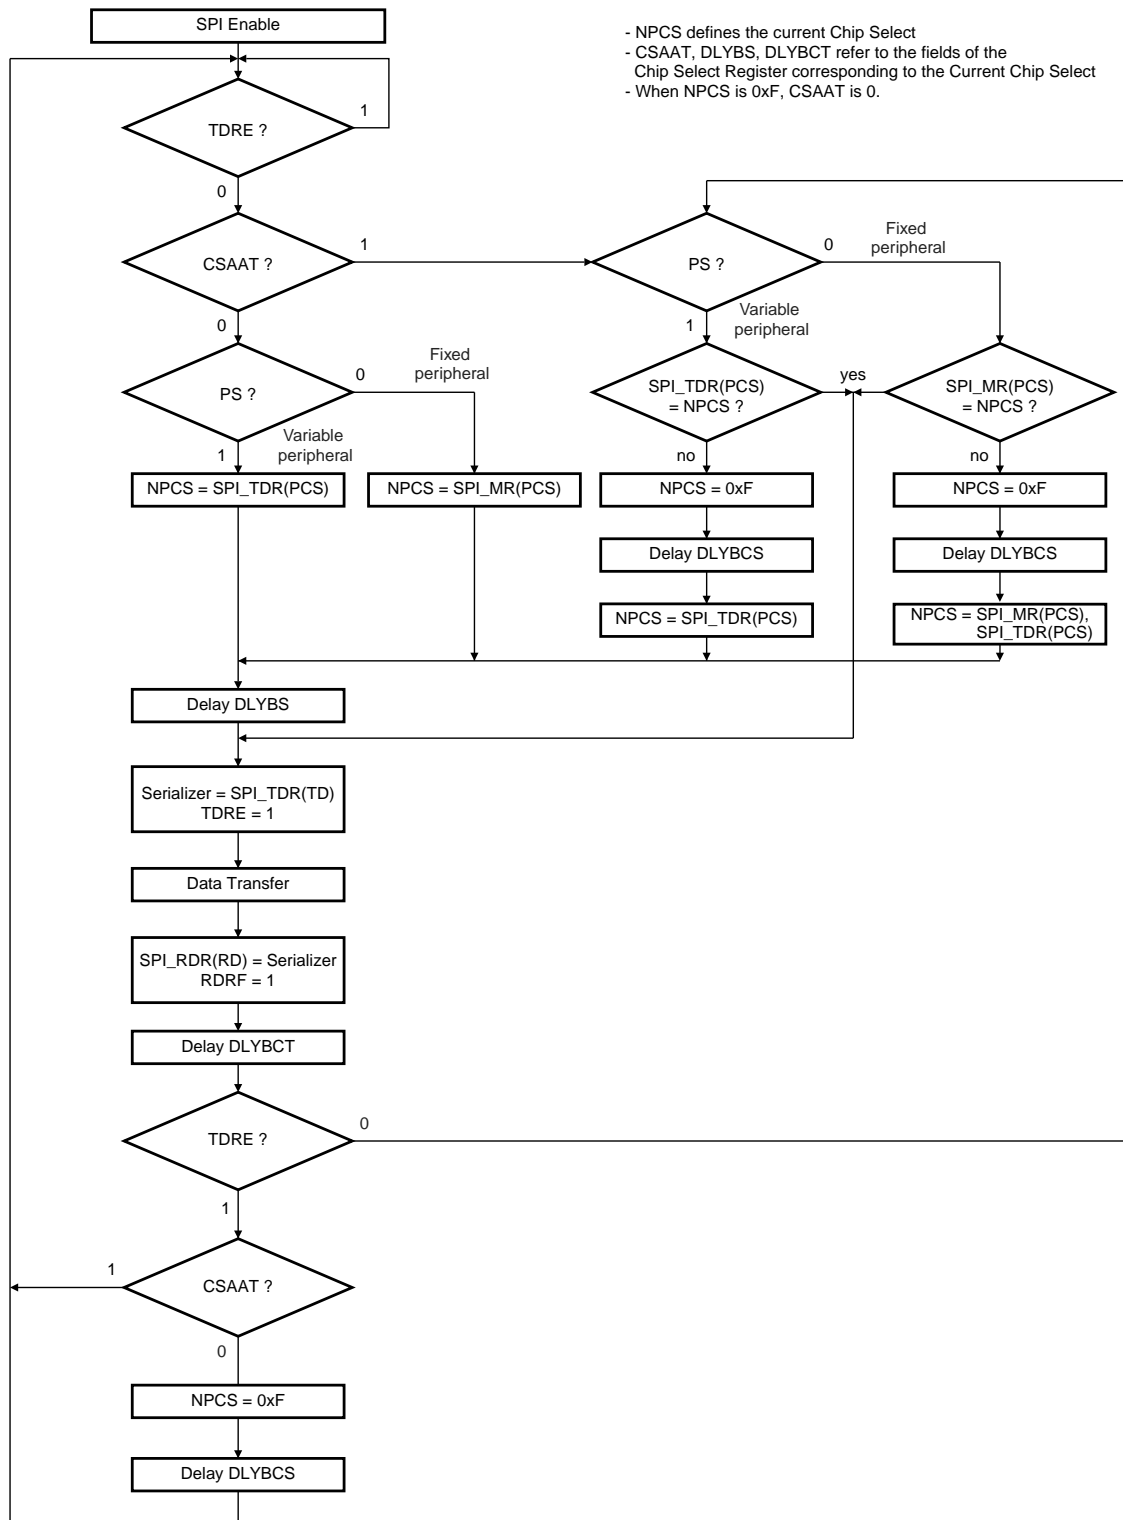 SPI Enable
- NPCS defines the current Chip Select
- CSAAT, DLYBS, DLYBCT refer to the fields of the
Chip Select Register corresponding to the Current Chip Select
- When NPCS is 0xF, CSAAT is 0.
TDRE ?
1
0
CSAAT ?
1
0
PS ?
0
Fixed
peripheral
1
Variable
peripheral
PS ?
0
Fixed
peripheral
1
Variable
peripheral
SPI_TDR(PCS)
= NPCS ?
yes
SPI_MR(PCS)
= NPCS ?
no
no
NPCS = SPI_TDR(PCS)
NPCS = SPI_MR(PCS)
NPCS = 0xF
NPCS = 0xF
Delay DLYBCS
Delay DLYBCS
NPCS = SPI_TDR(PCS)
NPCS = SPI_MR(PCS),
SPI_TDR(PCS)
Delay DLYBS
Serializer = SPI_TDR(TD)
TDRE = 1
Data Transfer
SPI_RDR(RD) = Serializer
RDRF = 1
Delay DLYBCT
TDRE ?
0
1
CSAAT ?
1
0
NPCS = 0xF
Delay DLYBCS